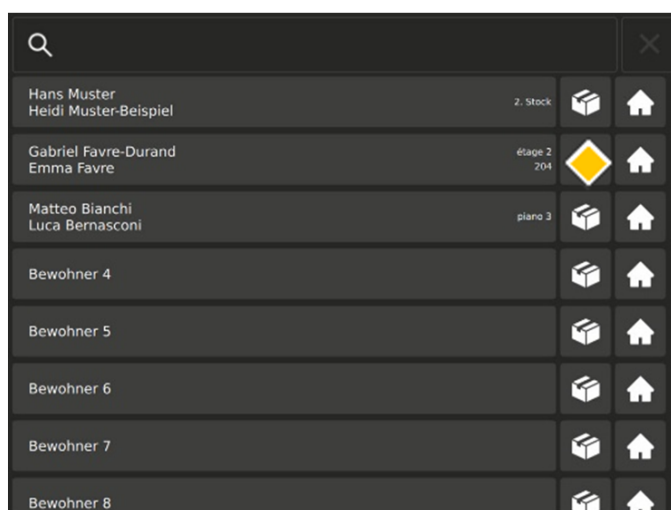 Hans Muster
Heidi Muster-Beispiel
2. Stock
Gabriel Favre-Durand
Emma Favre
étage 2
204
Matteo Bianchi
Luca Bernasconi
piano 3
Bewohner 4
Bewohner 5
Bewohner 6
Bewohner 7
Bewohner 8